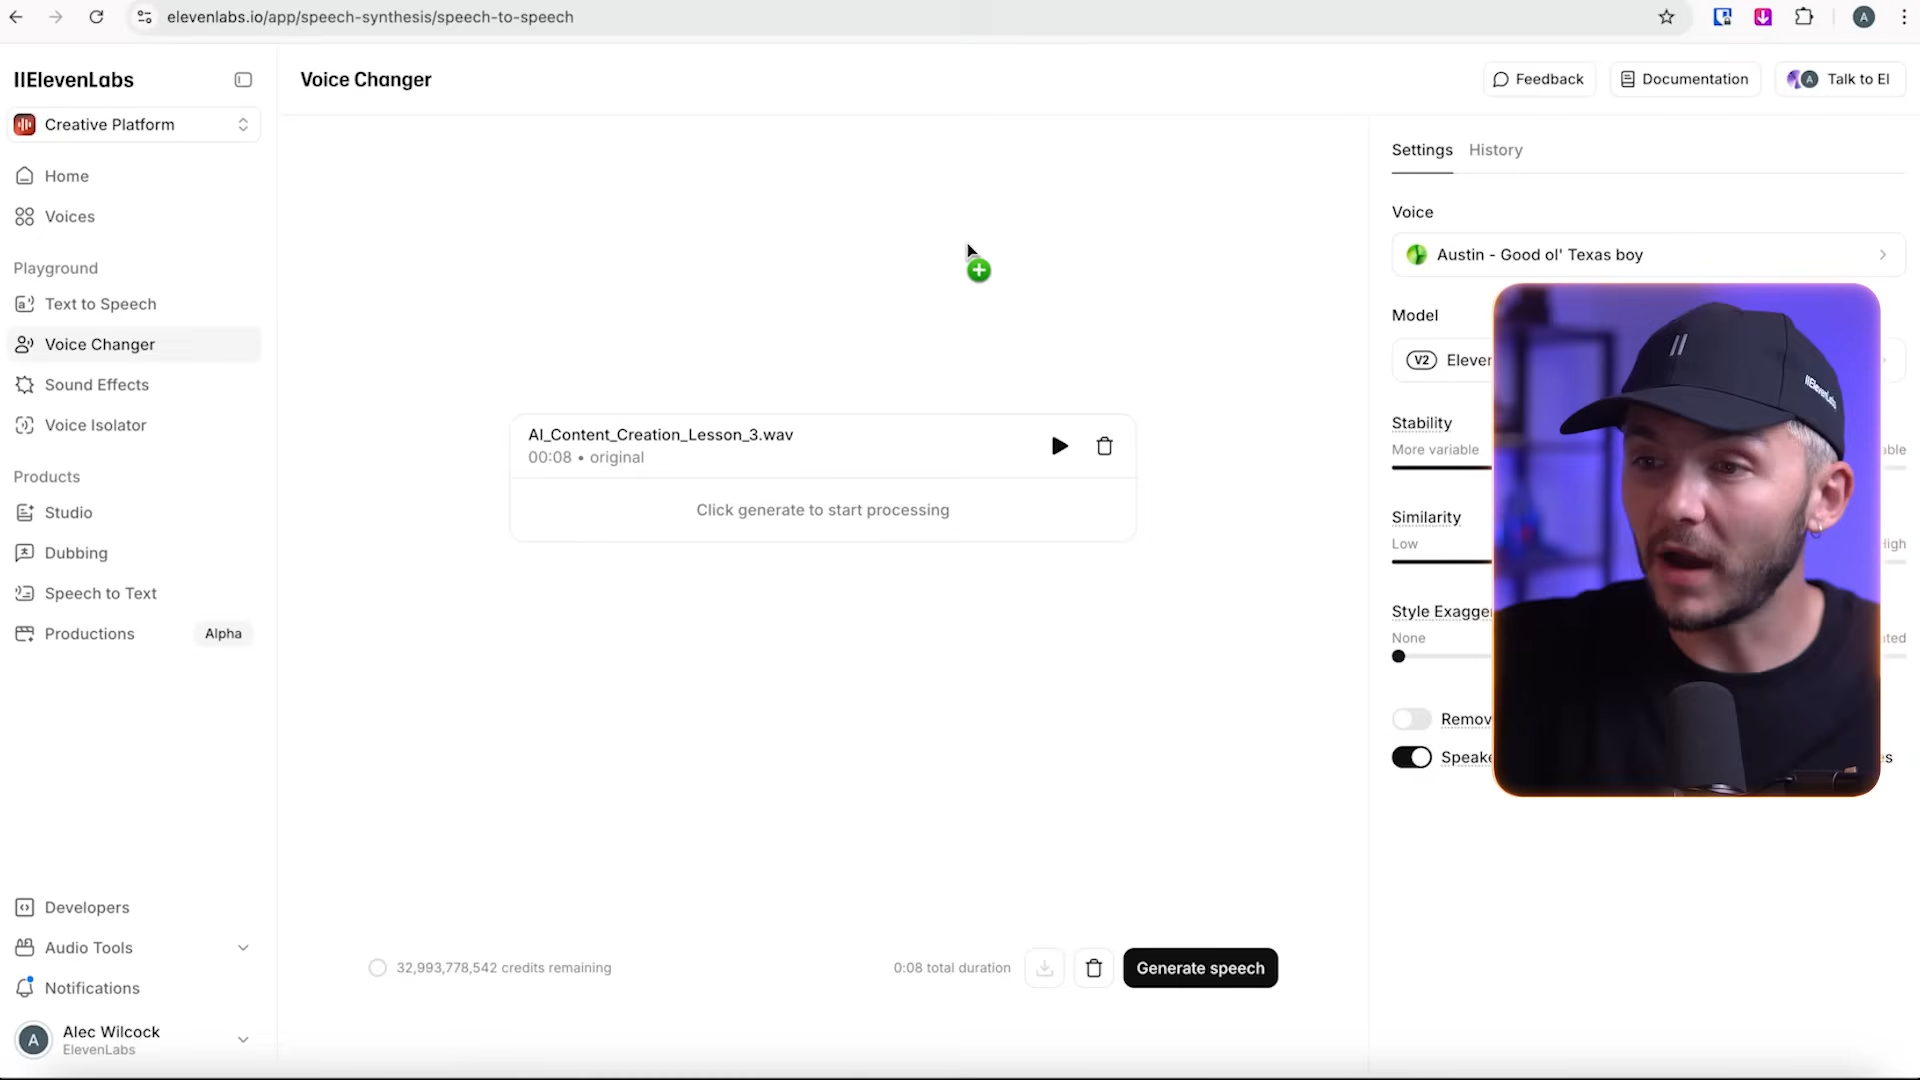 elevenlabs.io/app/speech-synthesis/speech-to-speech
A
IIElevenLabs
Voice Changer
Feedback
Documentation
A
Talk to El
Creative Platform
Home
Voices
Playground
Text to Speech
Voice Changer
Sound Effects
Voice Isolator
Products
Studio
Dubbing
Speech to Text
Productions
Alpha
Developers
Audio Tools
Notifications
A
Alec Wilcock
ElevenLabs
AI_Content_Creation_Lesson_3.wav
00:08 • original
Click generate to start processing
32,993,778,542 credits remaining
0:08 total duration
Generate speech
Settings
History
Voice
Austin - Good ol' Texas boy
Model
V2
Stability
More variable
Similarity
Low
None
IIElevenLabs